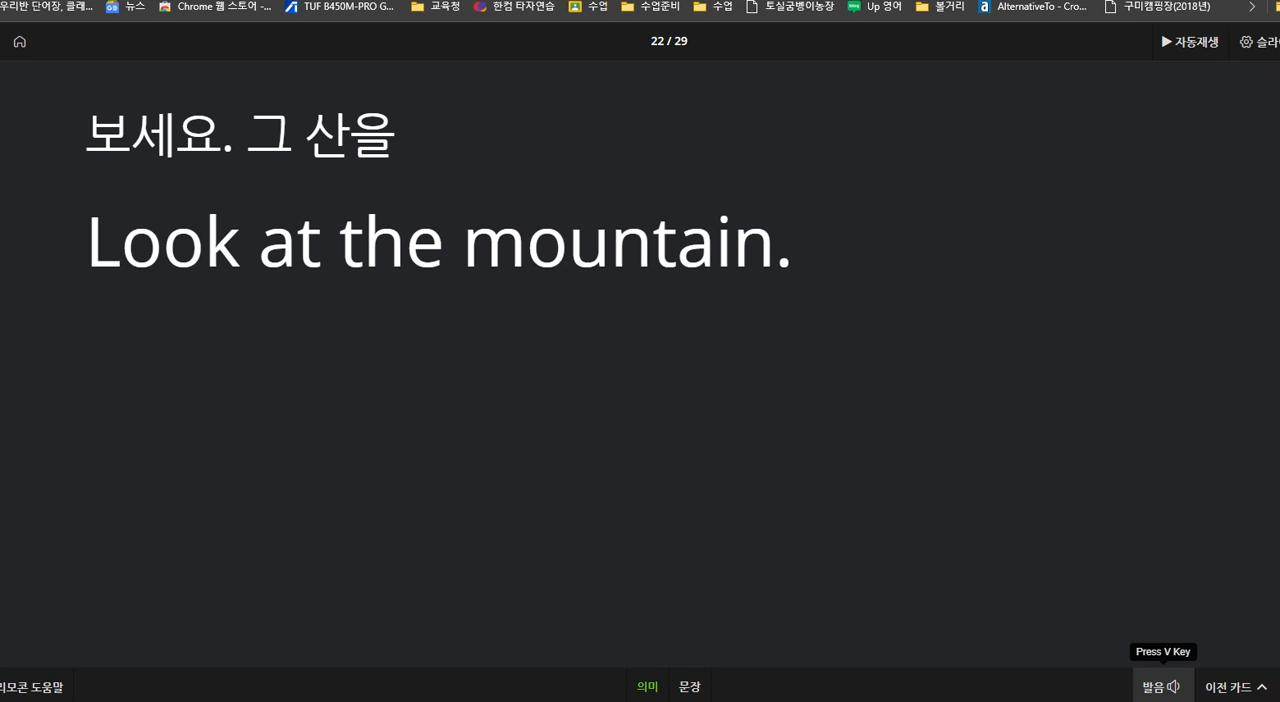 우리반 단어장, 클래... 뉴스 Chrome 웹 스토어 -... TUF B450M-PRO G... 교육청 한컴 타자연습 수업 수업준비 수업 토실굼벵이농장 Up 영어 볼거리 AlternativeTo - Cro... 구미캠핑장(2018년)
22 / 29 자동재생 슬라
보세요. 그 산을
Look at the mountain.
Press V Key
리모콘 도움말 의미 문장 발음 이전 카드